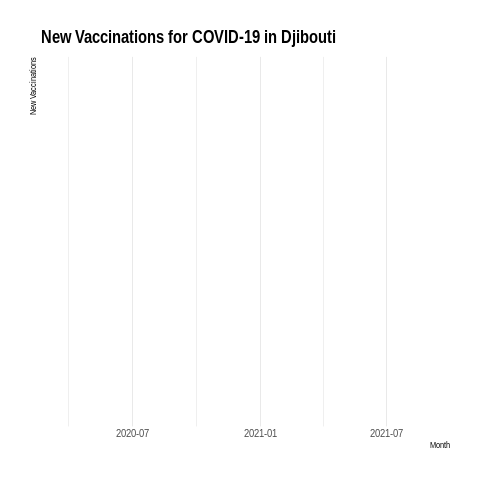 New Vaccinations for COVID-19 in Djibouti
New Vaccinations
2020-07
2021-01
2021-07
Month